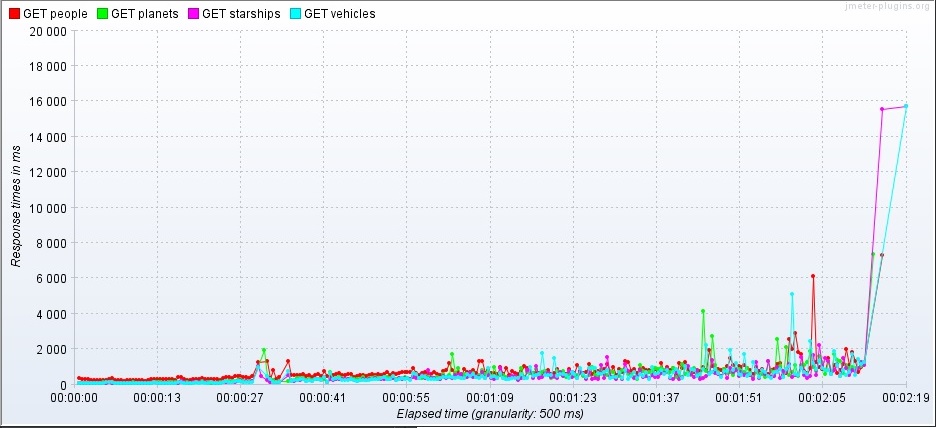 GET people GET planets GET starships GET vehicles
jmeter-plugins.org
20 000
18 000
16 000
14 000
12 000
10 000
8 000
6 000
4 000
2 000
0
Response times in ms
00:00:00 00:00:13 00:00:27 00:00:41 00:00:55 00:01:09 00:01:23 00:01:37 00:01:51 00:02:05 00:02:19
Elapsed time (granularity: 500 ms)